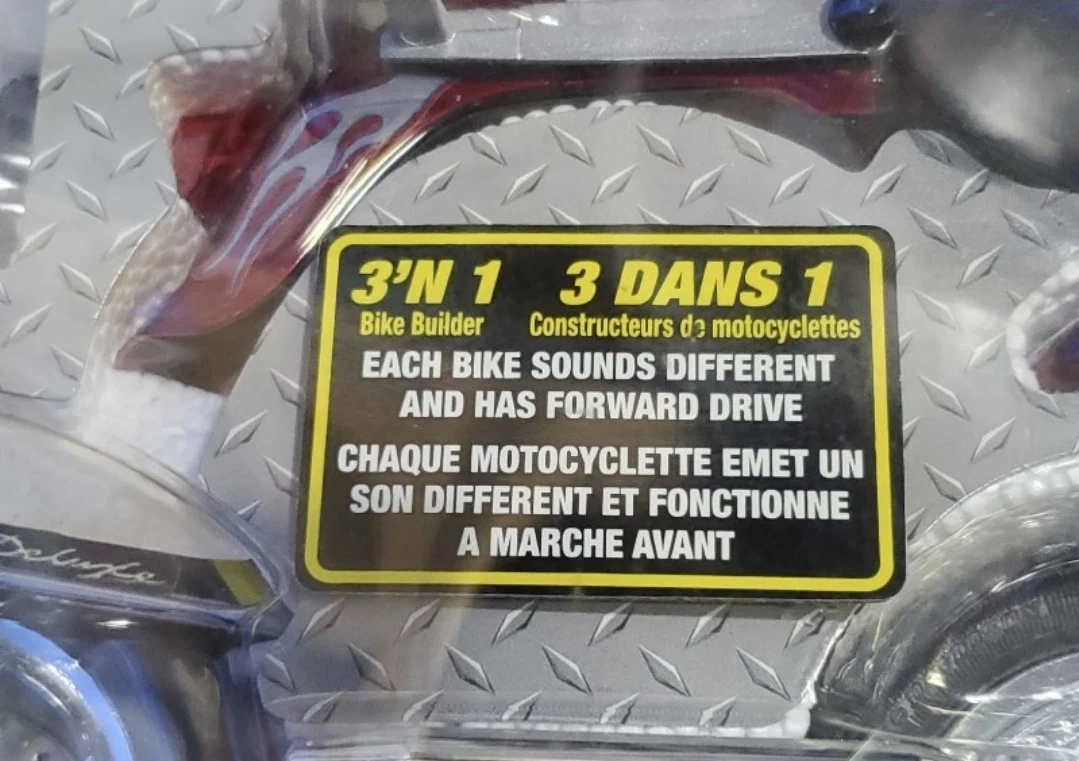 3'N 1 3 DANS 1
Bike Builder Constructeurs de motocyclettes
EACH BIKE SOUNDS DIFFERENT
AND HAS FORWARD DRIVE
CHAQUE MOTOCYCLETTE EMET UN
SON DIFFERENT ET FONCTIONNE
A MARCHE AVANT
Deluxe